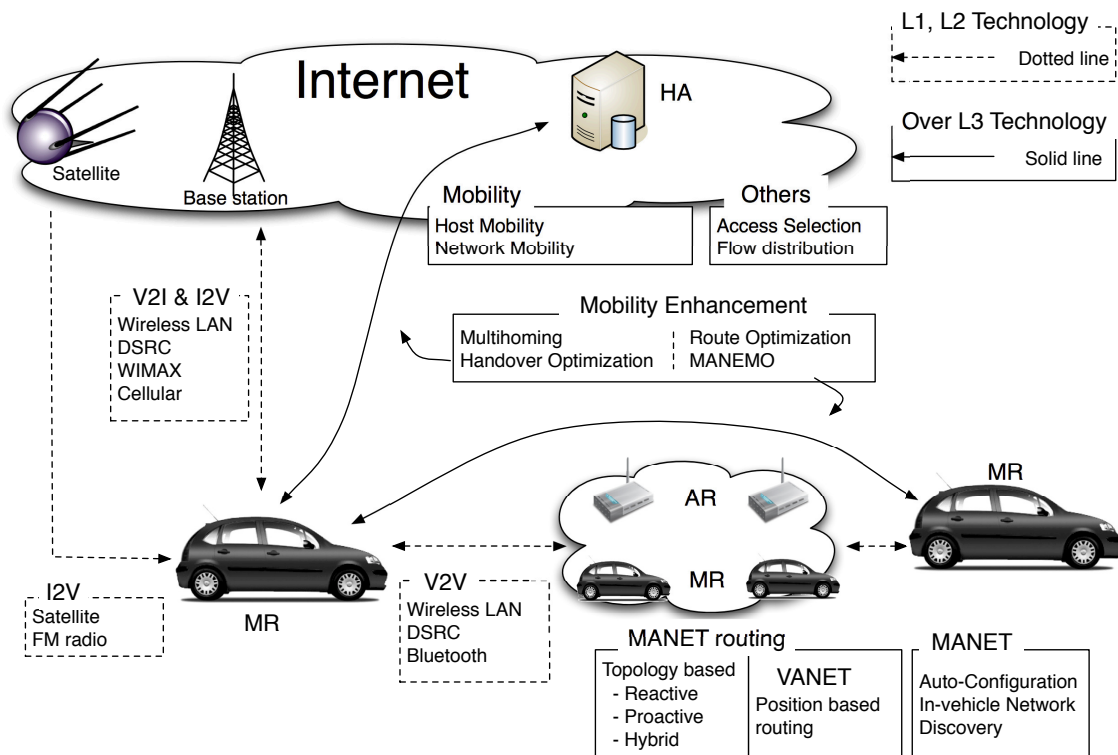 L1, L2 Technology
Dotted line
Over L3 Technology
Solid line
Internet
HA
Satellite
Base station
Mobility
Host Mobility
Network Mobility
Others
Access Selection
Flow distribution
V2I & I2V
Wireless LAN
DSRC
WIMAX
Cellular
Mobility Enhancement
Multihoming
Handover Optimization
Route Optimization
MANEMO
MR
AR
MR
MR
I2V
Satellite
FM radio
V2V
Wireless LAN
DSRC
Bluetooth
MANET routing
Topology based
- Reactive
- Proactive
- Hybrid
VANET
Position based
routing
MANET
Auto-Configuration
In-vehicle Network
Discovery